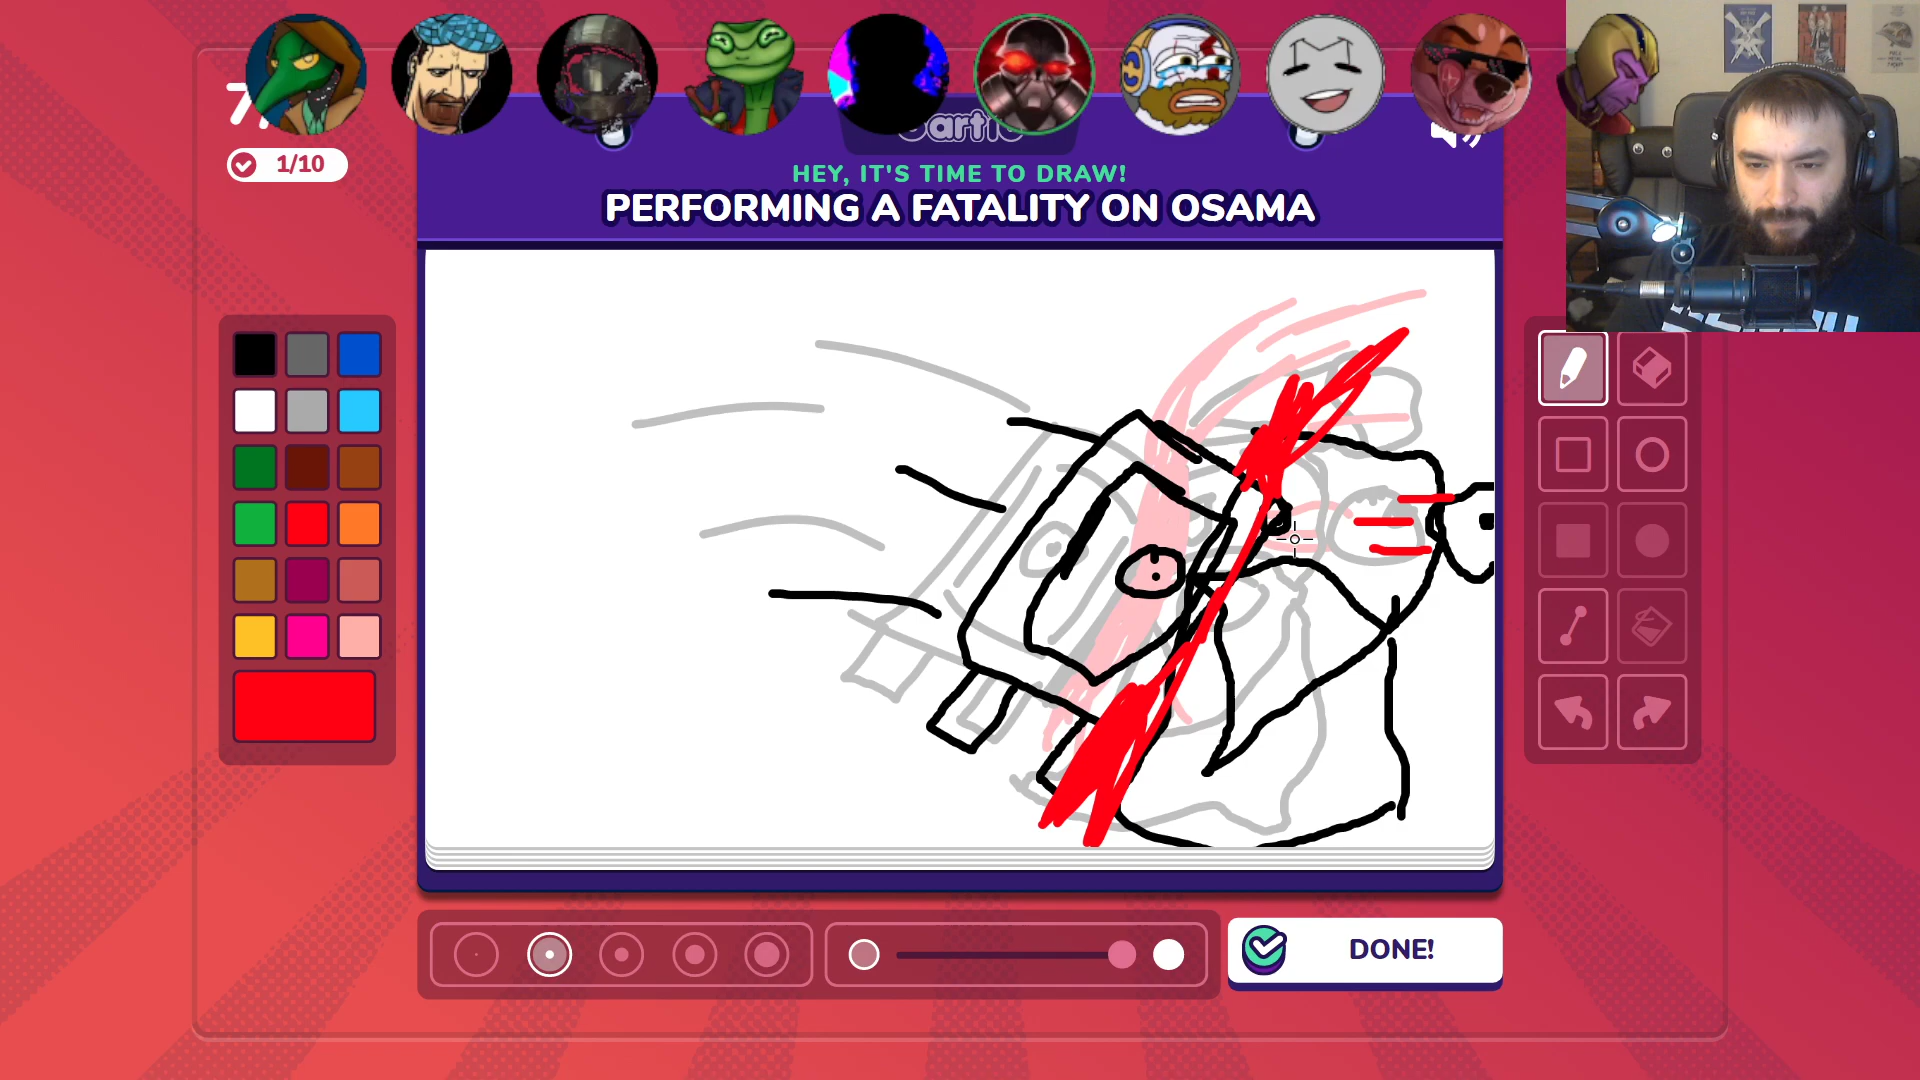 1/10
HEY, IT'S TIME TO DRAW!
PERFORMING A FATALITY ON OSAMA
DONE!